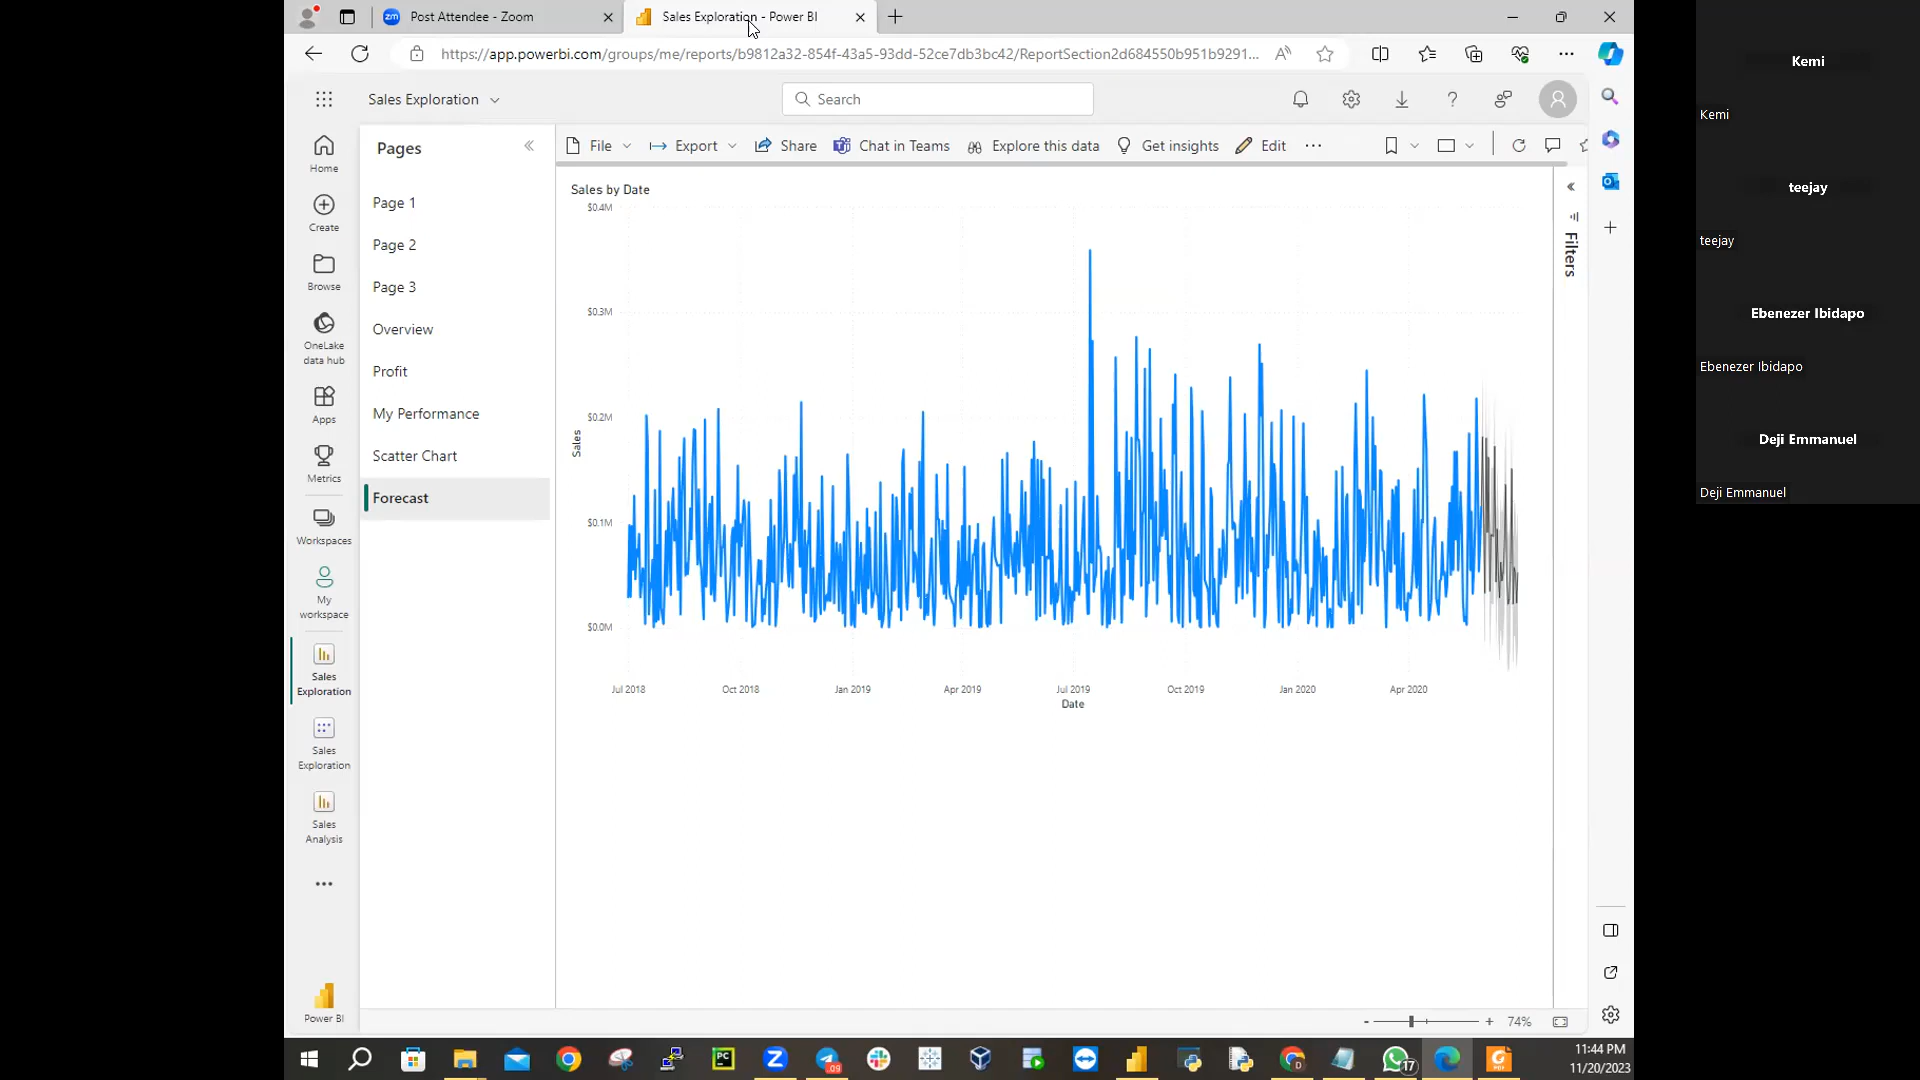 Post Attendee - Zoom
Sales Exploration - Power BI
https://app.powerbi.com/groups/me/reports/b9812a32-854f-43a5-93dd-52ce7db3bc42/ReportSection2d684550b951b9291...
Sales Exploration
Search
Home
Create
Browse
OneLake
data hub
Apps
Metrics
Workspaces
My
workspace
Sales
Exploration
Sales
Exploration
Sales
Analysis
Power BI
Pages
Page 1
Page 2
Page 3
Overview
Profit
My Performance
Scatter Chart
Forecast
File
Export
Share
Chat in Teams
Explore this data
Get insights
Edit
Sales by Date
$0.4M
$0.3M
$0.2M
$0.1M
$0.0M
Sales
Jul 2018
Oct 2018
Jan 2019
Apr 2019
Jul 2019
Oct 2019
Jan 2020
Apr 2020
Date
Filters
74%
Kemi
Kemi
teejay
teejay
Ebenezer Ibidapo
Ebenezer Ibidapo
Deji Emmanuel
Deji Emmanuel
zm
PC
.09
D
17
11:44 PM
11/20/2023